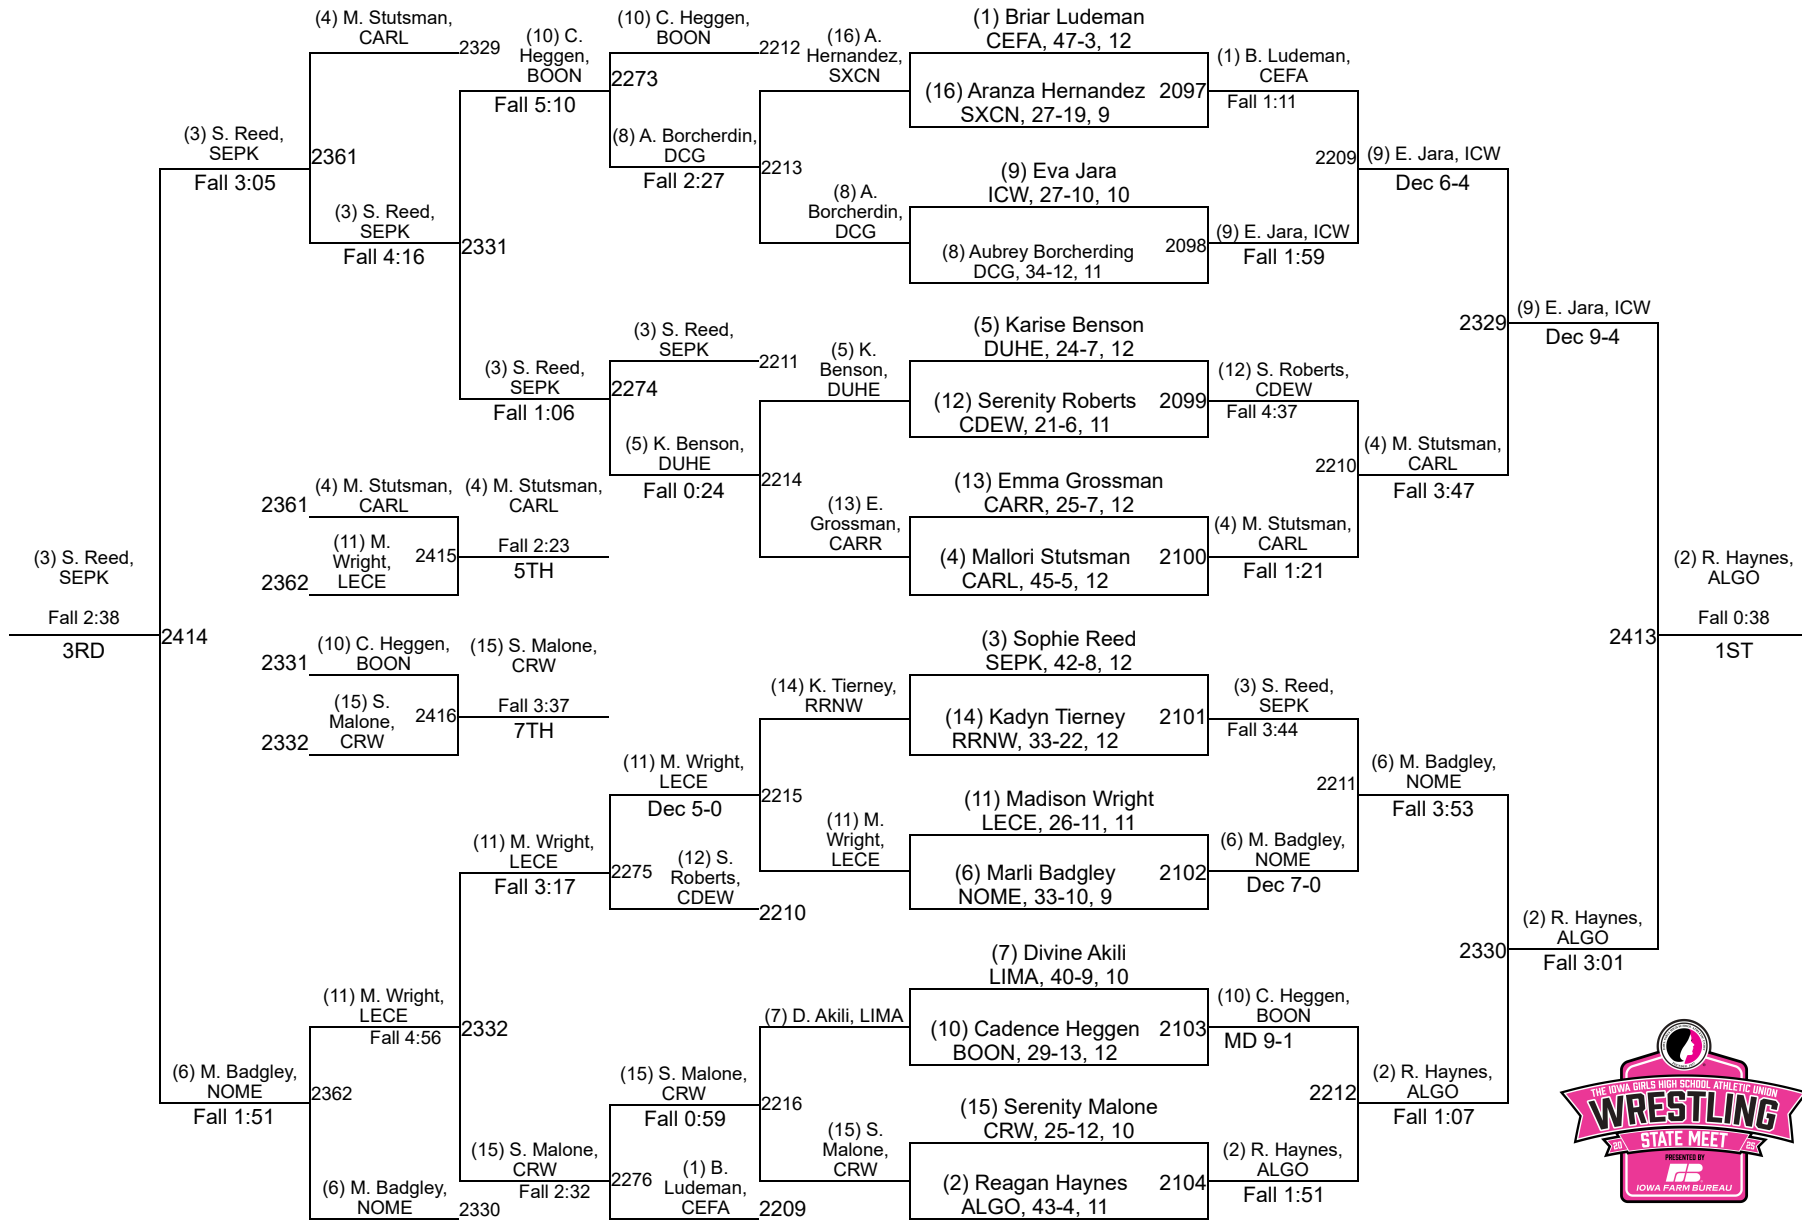 (4) M. Stutsman,
CARL
2329
(3) S. Reed,
SEPK
Fall 3:05
2361
(3) S. Reed,
SEPK
Fall 4:16
(10) C.
Heggen,
BOON
Fall 5:10
2331
(3) S. Reed,
SEPK
Fall 1:06
(10) C. Heggen,
BOON
2212
2273
(8) A. Borcherdin,
DCG
Fall 2:27
(3) S. Reed,
SEPK
2211
2274
(5) K. Benson,
DUHE
Fall 0:24
(16) A.
Hernandez,
SXCN
2213
(8) A.
Borcherdin,
DCG
(5) K.
Benson,
DUHE
2214
(13) E.
Grossman,
CARR
(1) Briar Ludeman
CEFA, 47-3, 12
(16) Aranza Hernandez
SXCN, 27-19, 9
2097
(9) Eva Jara
ICW, 27-10, 10
(8) Aubrey Borcherding
DCG, 34-12, 11
2098
(5) Karise Benson
DUHE, 24-7, 12
(12) Serenity Roberts
CDEW, 21-6, 11
2099
(13) Emma Grossman
CARR, 25-7, 12
(4) Mallori Stutsman
CARL, 45-5, 12
2100
(1) B. Ludeman,
CEFA
Fall 1:11
2209
(9) E. Jara, ICW
Fall 1:59
(12) S. Roberts,
CDEW
Fall 4:37
2210
(4) M. Stutsman,
CARL
Fall 1:21
(9) E. Jara, ICW
Dec 6-4
2329
(4) M. Stutsman,
CARL
Fall 3:47
(9) E. Jara, ICW
Dec 9-4
2361
(4) M. Stutsman,
CARL
2362
(11) M.
Wright,
LECE
2415
(4) M. Stutsman,
CARL
Fall 2:23
5TH
(3) S. Reed,
SEPK
Fall 2:38
3RD
2414
2331
(10) C. Heggen,
BOON
2332
(15) S.
Malone,
CRW
2416
(15) S. Malone,
CRW
Fall 3:37
7TH
2413
(2) R. Haynes,
ALGO
Fall 0:38
1ST
(11) M. Wright,
LECE
Dec 5-0
(11) M. Wright,
LECE
Fall 3:17
2275
(12) S.
Roberts,
CDEW
2210
(14) K. Tierney,
RRNW
2215
(11) M.
Wright,
LECE
(3) Sophie Reed
SEPK, 42-8, 12
(14) Kadyn Tierney
RRNW, 33-22, 12
2101
(11) Madison Wright
LECE, 26-11, 11
(6) Marli Badgley
NOME, 33-10, 9
2102
(3) S. Reed,
SEPK
Fall 3:44
2211
(6) M. Badgley,
NOME
Dec 7-0
(6) M. Badgley,
NOME
Fall 3:53
2330
(2) R. Haynes,
ALGO
Fall 3:01
(11) M. Wright,
LECE
Fall 4:56
2332
(6) M. Badgley,
NOME
Fall 1:51
2362
(6) M. Badgley,
NOME
2330
(15) S. Malone,
CRW
Fall 2:32
(15) S. Malone,
CRW
Fall 0:59
2276
(1) B.
Ludeman,
CEFA
2209
(7) D. Akili, LIMA
2216
(15) S.
Malone,
CRW
(7) Divine Akili
LIMA, 40-9, 10
(10) Cadence Heggen
BOON, 29-13, 12
2103
(15) Serenity Malone
CRW, 25-12, 10
(2) Reagan Haynes
ALGO, 43-4, 11
2104
(10) C. Heggen,
BOON
MD 9-1
2212
(2) R. Haynes,
ALGO
Fall 1:51
(2) R. Haynes,
ALGO
Fall 1:07
THE IOWA GIRLS HIGH SCHOOL ATHLETIC UNION
WRESTLING
20 STATE MEET 25
PRESENTED BY
FB
IOWA FARM BUREAU